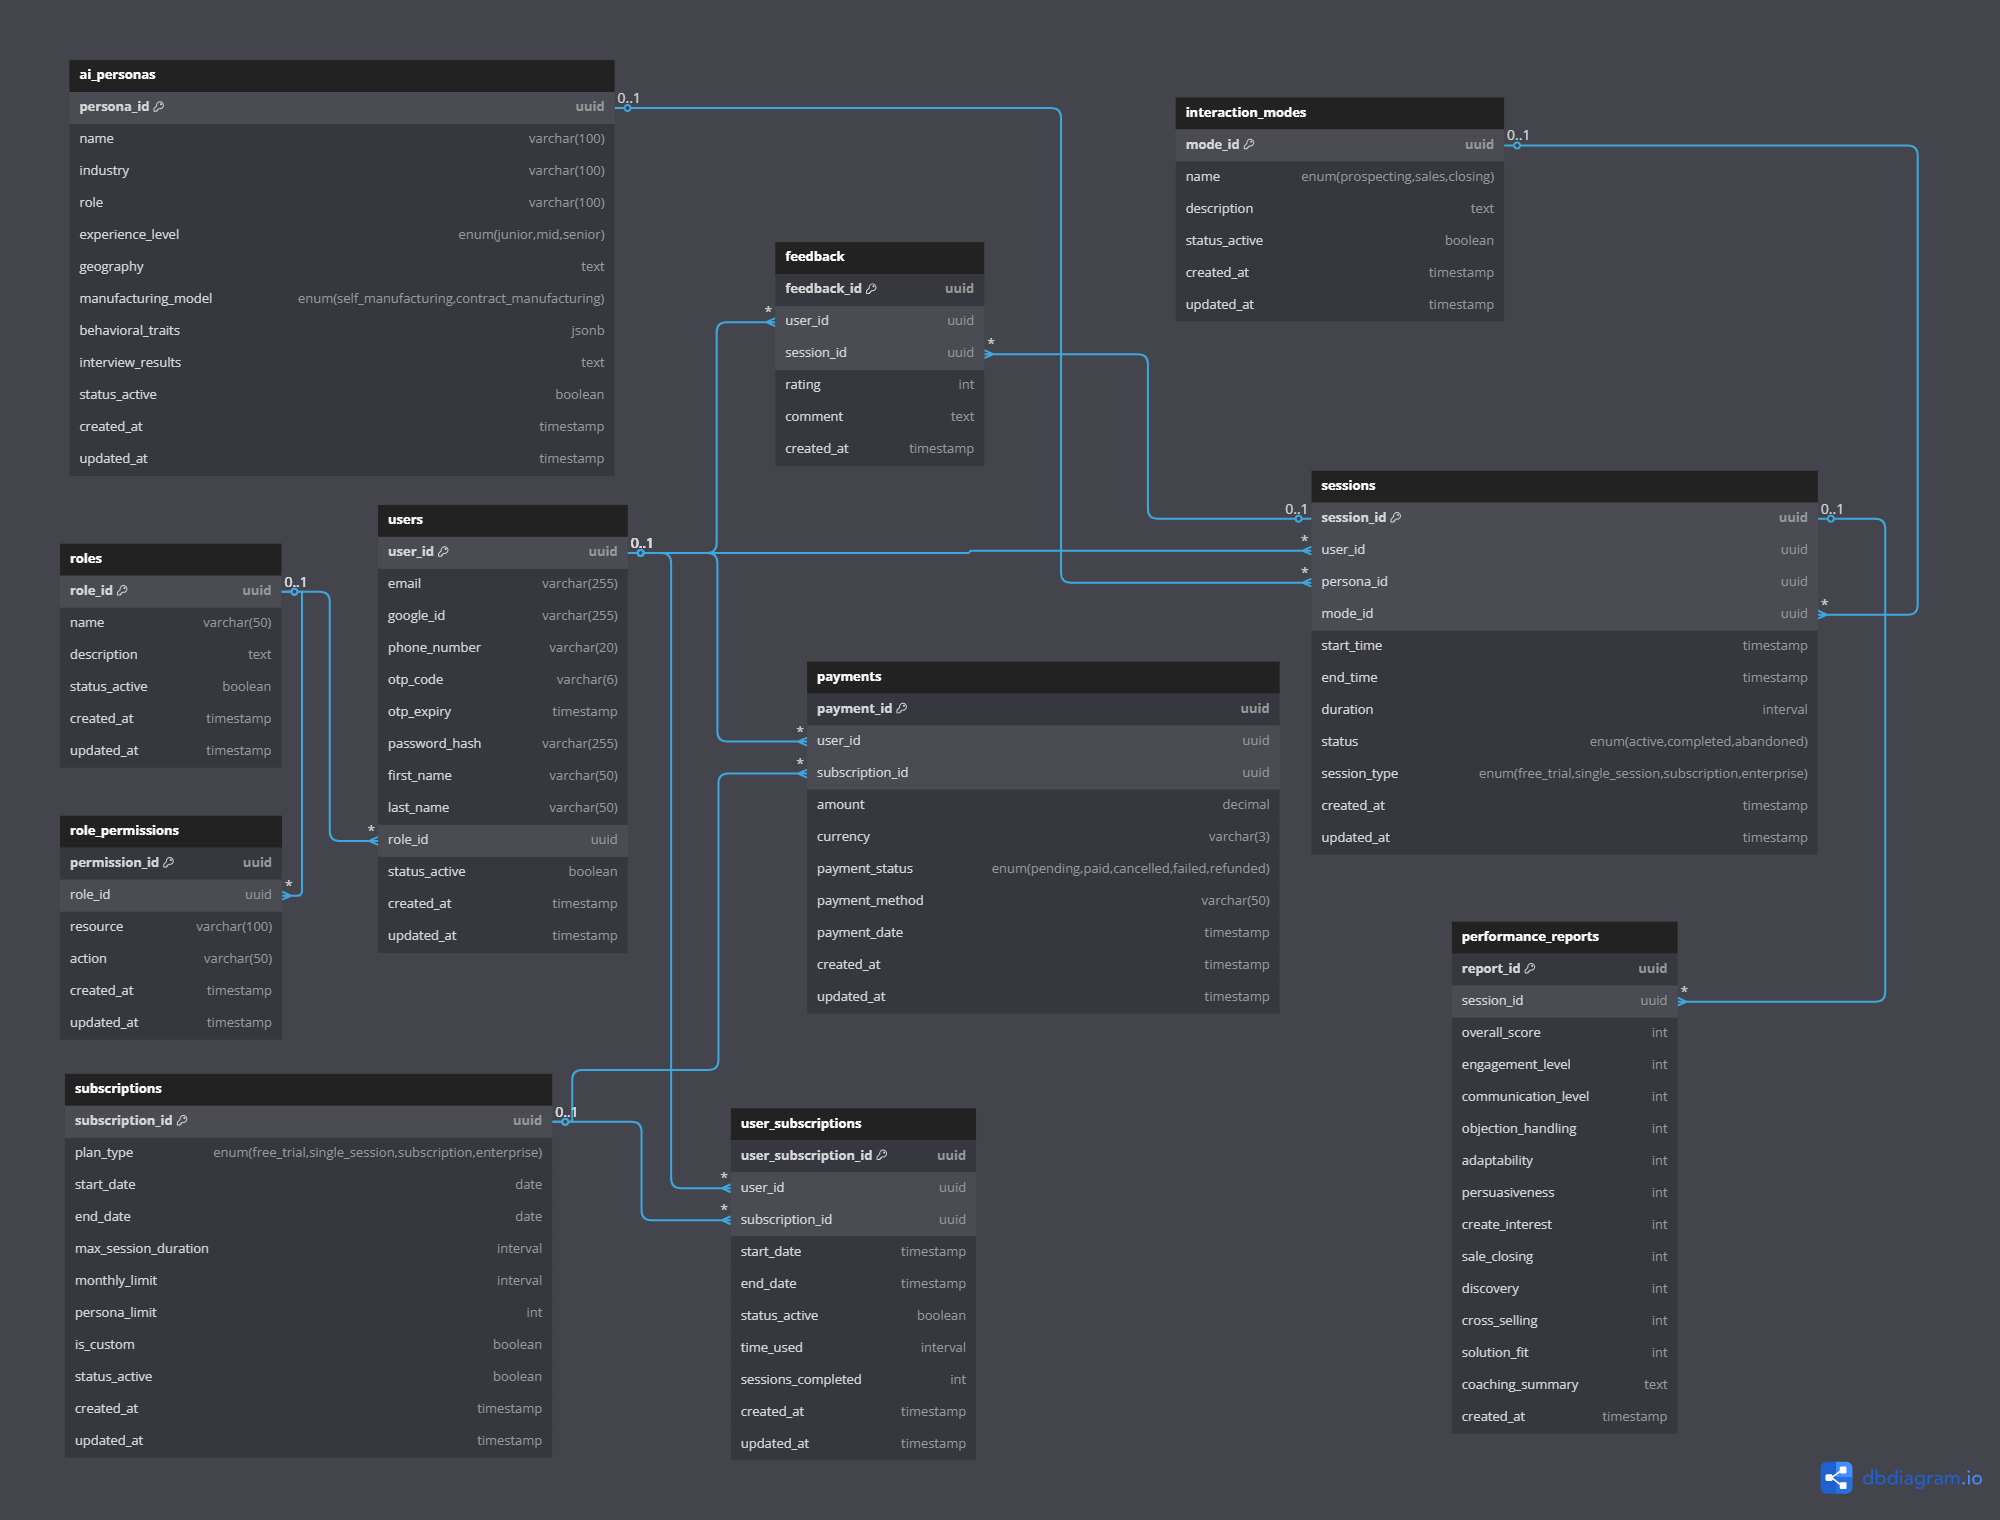 ai_personas
persona_id uuid
name varchar(100)
industry varchar(100)
role varchar(100)
experience_level enum(junior,mid,senior)
geography text
manufacturing_model enum(self_manufacturing,contract_manufacturing)
behavioral_traits jsonb
interview_results text
status_active boolean
created_at timestamp
updated_at timestamp
0..1
interaction_modes
mode_id uuid
name enum(prospecting,sales,closing)
description text
status_active boolean
created_at timestamp
updated_at timestamp
0..1
feedback
feedback_id uuid
* user_id uuid
session_id uuid *
rating int
comment text
created_at timestamp
sessions
0..1 session_id uuid 0..1
* user_id uuid
* persona_id uuid
mode_id uuid *
start_time timestamp
end_time timestamp
duration interval
status enum(active,completed,abandoned)
session_type enum(free_trial,single_session,subscription,enterprise)
created_at timestamp
updated_at timestamp
roles
role_id uuid 0..1
name varchar(50)
description text
status_active boolean
created_at timestamp
updated_at timestamp
users
user_id uuid 0..1
email varchar(255)
google_id varchar(255)
phone_number varchar(20)
otp_code varchar(6)
otp_expiry timestamp
password_hash varchar(255)
first_name varchar(50)
last_name varchar(50)
* role_id uuid
status_active boolean
created_at timestamp
updated_at timestamp
payments
payment_id uuid
* user_id uuid
* subscription_id uuid
amount decimal
currency varchar(3)
payment_status enum(pending,paid,cancelled,failed,refunded)
payment_method varchar(50)
payment_date timestamp
created_at timestamp
updated_at timestamp
role_permissions
permission_id uuid
role_id uuid *
resource varchar(100)
action varchar(50)
created_at timestamp
updated_at timestamp
performance_reports
report_id uuid
session_id uuid *
overall_score int
engagement_level int
communication_level int
objection_handling int
adaptability int
persuasiveness int
create_interest int
sale_closing int
discovery int
cross_selling int
solution_fit int
coaching_summary text
created_at timestamp
subscriptions
subscription_id uuid 0..1
plan_type enum(free_trial,single_session,subscription,enterprise)
start_date date
end_date date
max_session_duration interval
monthly_limit interval
persona_limit int
is_custom boolean
status_active boolean
created_at timestamp
updated_at timestamp
user_subscriptions
user_subscription_id uuid
* user_id uuid
* subscription_id uuid
start_date timestamp
end_date timestamp
status_active boolean
time_used interval
sessions_completed int
created_at timestamp
updated_at timestamp
dbdiagram.io